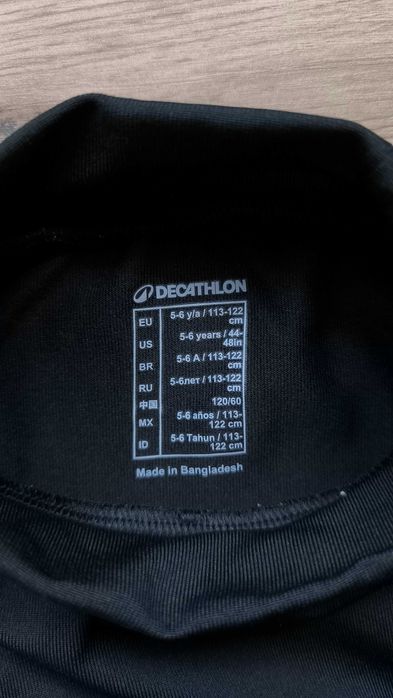 DECATHLON
EU 5-6 y/a / 113-122 cm
US 5-6 years / 44-48in
BR 5-6 A / 113-122 cm
RU 5-6лет / 113-122 cm
中国 120/60
MX 5-6 años / 113-122 cm
ID 5-6 Tahun / 113-122 cm
Made in Bangladesh